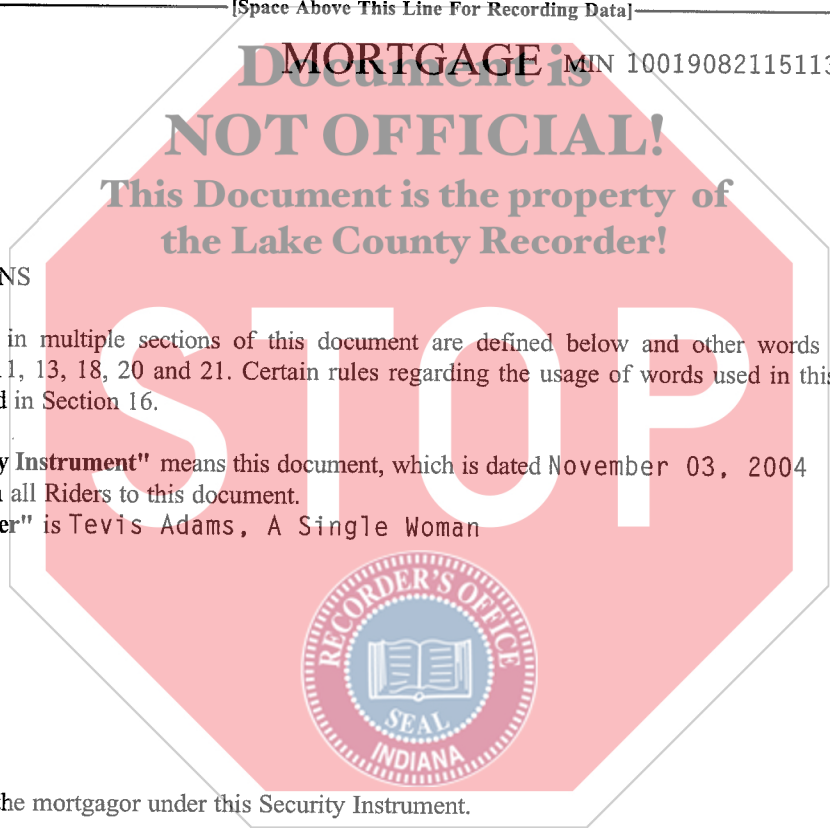 [Space Above This Line For Recording Data]
MORTGAGE MIN 10019082115113
Document is
NOT OFFICIAL!
This Document is the property of
the Lake County Recorder!
NS
in multiple sections of this document are defined below and other words
11, 13, 18, 20 and 21. Certain rules regarding the usage of words used in this
d in Section 16.
STOP
y Instrument" means this document, which is dated November 03, 2004
all Riders to this document.
er" is Tevis Adams, A Single Woman
RECORDER'S OFFICE
SEAL
INDIANA
the mortgagor under this Security Instrument.